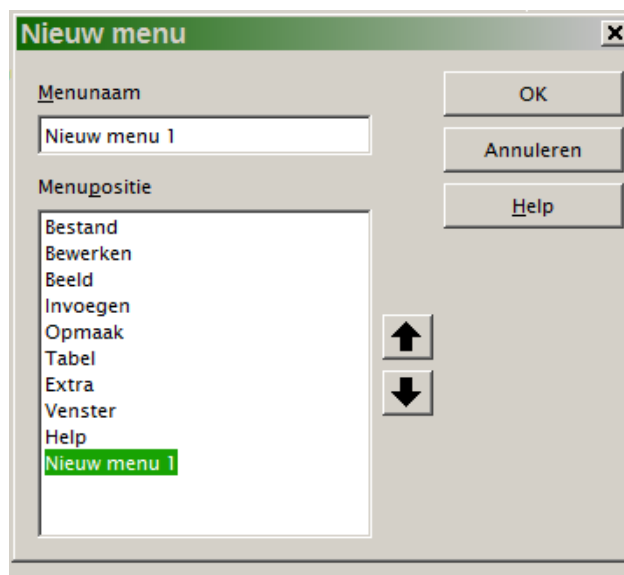 Nieuw menu
Menunaam
Nieuw menu 1
Menupositie
Bestand
Bewerken
Beeld
Invoegen
Opmaak
Tabel
Extra
Venster
Help
Nieuw menu 1
OK
Annuleren
Help